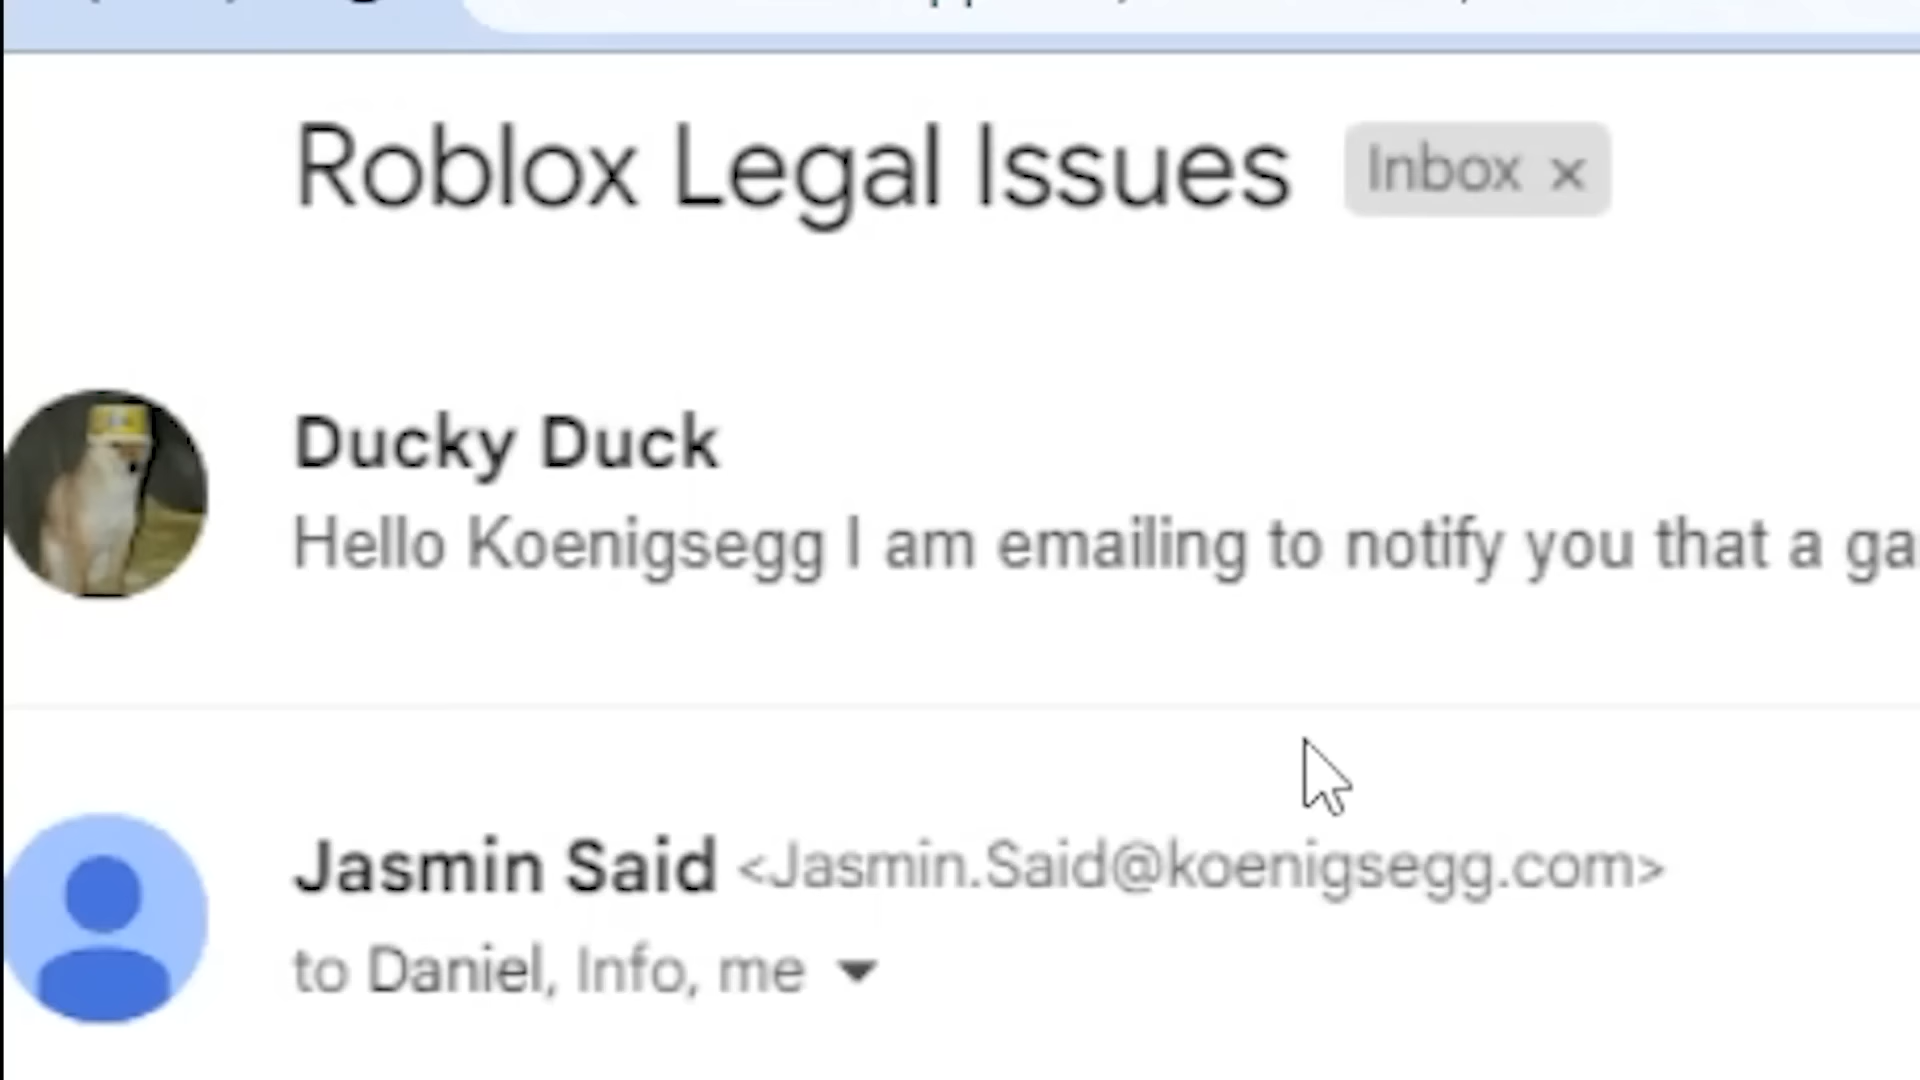 Roblox Legal Issues Inbox x
Ducky Duck
Hello Koenigsegg I am emailing to notify you that a ga
Jasmin Said <Jasmin.Said@koenigsegg.com>
to Daniel, Info, me